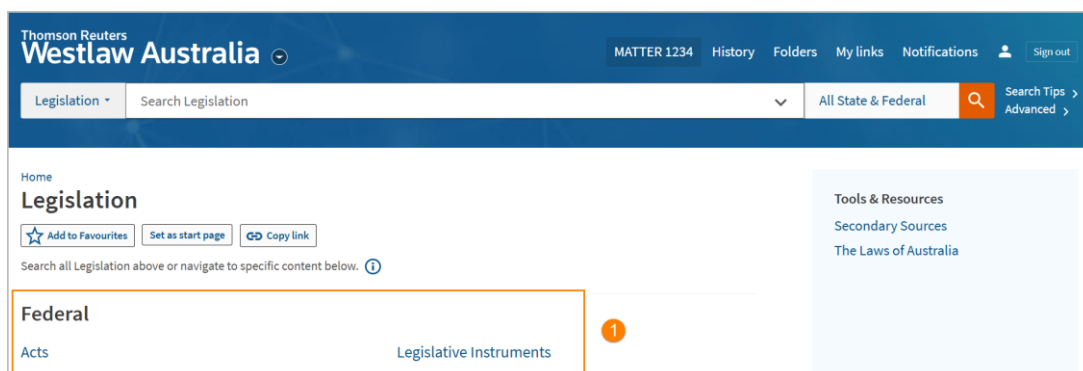 Thomson Reuters
Westlaw Australia
MATTER 1234 History Folders My links Notifications Sign out
Legislation Search Legislation All State & Federal
Search Tips
Advanced
Home
Legislation
Add to Favourites Set as start page Copy link
Search all Legislation above or navigate to specific content below.
Federal
1
Acts Legislative Instruments
Tools & Resources
Secondary Sources
The Laws of Australia